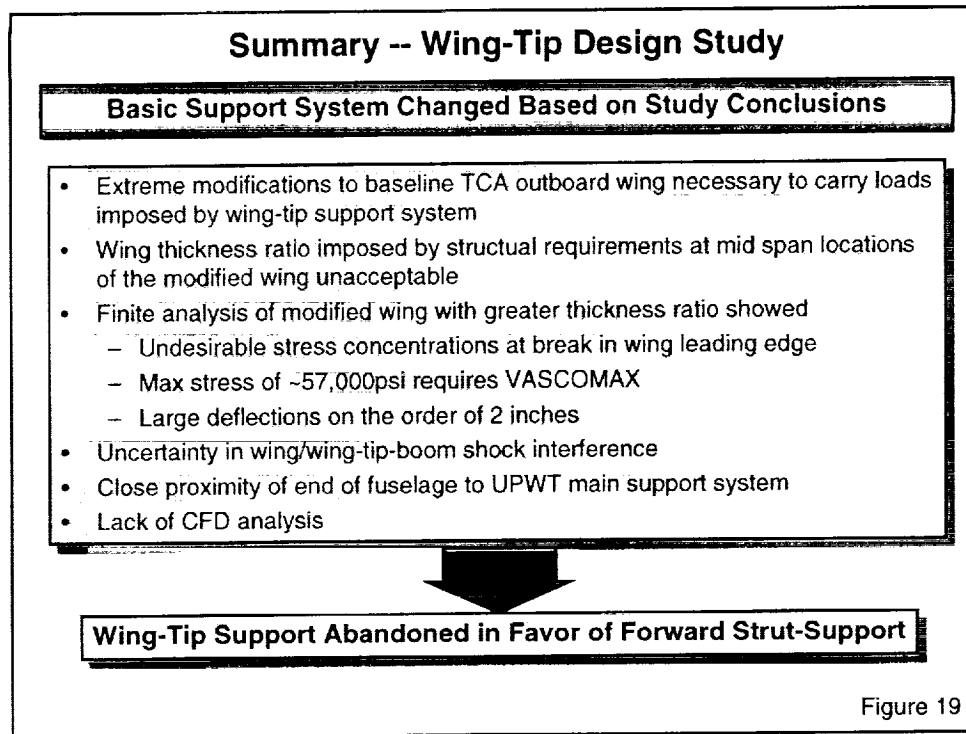 Summary -- Wing-Tip Design Study
Basic Support System Changed Based on Study Conclusions
• Extreme modifications to baseline TCA outboard wing necessary to carry loads
imposed by wing-tip support system
• Wing thickness ratio imposed by structual requirements at mid span locations
of the modified wing unacceptable
• Finite analysis of modified wing with greater thickness ratio showed
– Undesirable stress concentrations at break in wing leading edge
– Max stress of ~57,000psi requires VASCOMAX
– Large deflections on the order of 2 inches
• Uncertainty in wing/wing-tip-boom shock interference
• Close proximity of end of fuselage to UPWT main support system
• Lack of CFD analysis
Wing-Tip Support Abandoned in Favor of Forward Strut-Support
Figure 19